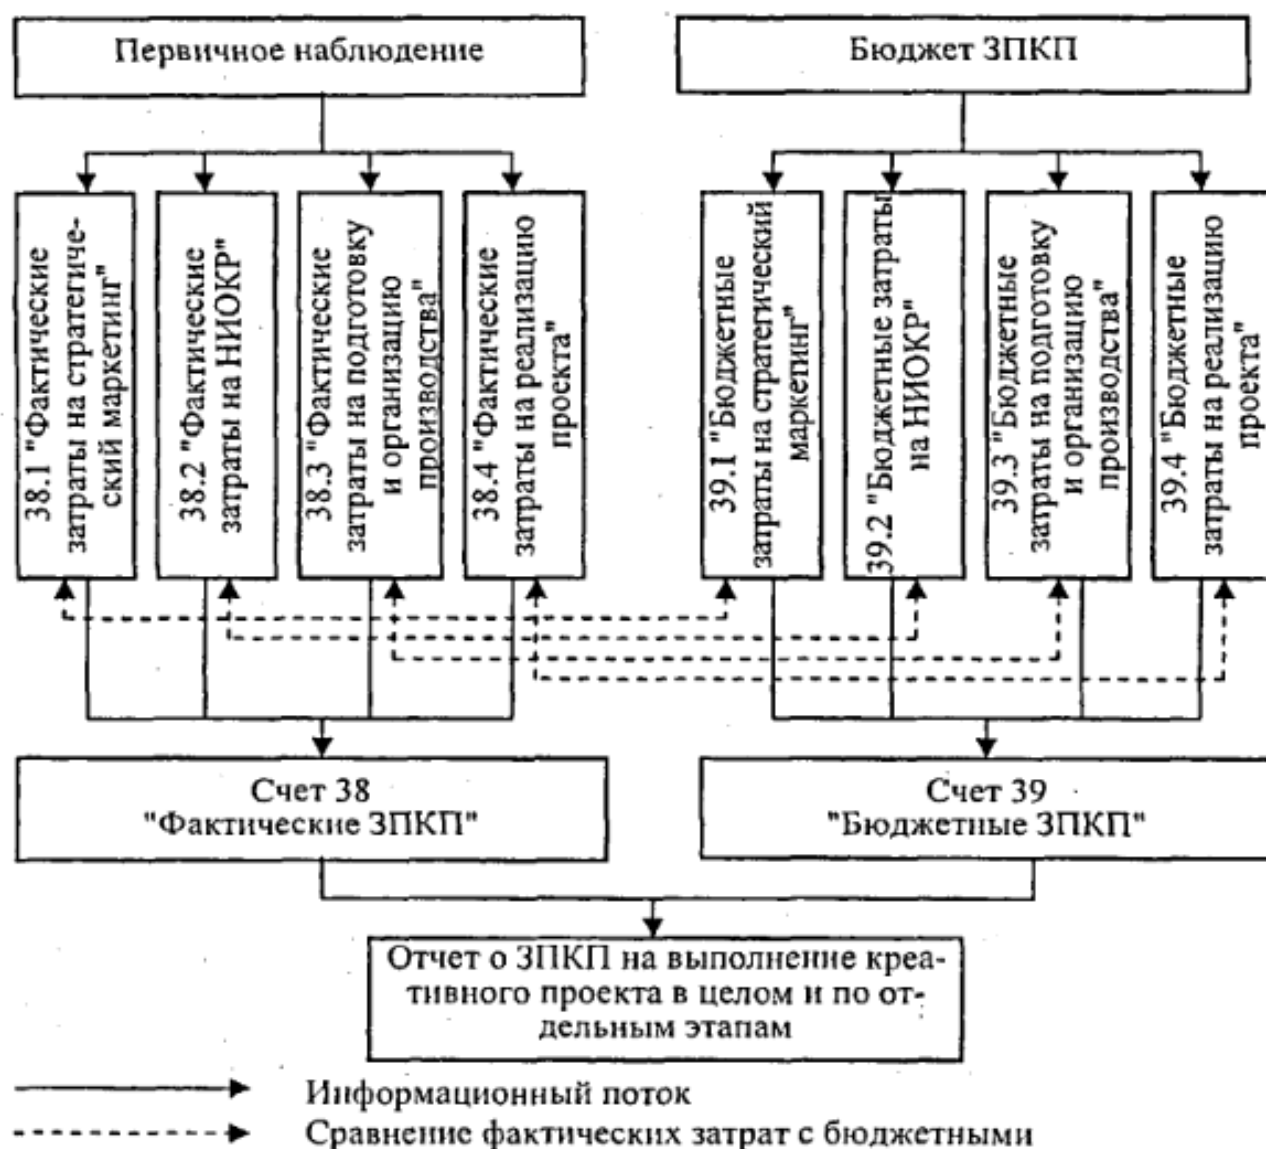 Первичное наблюдение
Бюджет ЗПКП
38.1 "Фактические
затраты на стратегиче-
ский маркетинг"
38.2 "Фактические
затраты на НИОКР"
38.3 "Фактические
затраты на подготовку
и организацию
производства"
38.4 "Фактические
затраты на реализацию
проекта"
39.1 "Бюджетные
затраты на стратегический
маркетинг"
39.2 "Бюджетные затраты
на НИОКР"
39.3 "Бюджетные
затраты на подготовку
и организацию
производства"
39.4 "Бюджетные
затраты на реализацию
проекта"
Счет 38
"Фактические ЗПКП"
Счет 39
"Бюджетные ЗПКП"
Отчет о ЗПКП на выполнение креа-
тивного проекта в целом и по от-
дельным этапам
Информационный поток
Сравнение фактических затрат с бюджетными